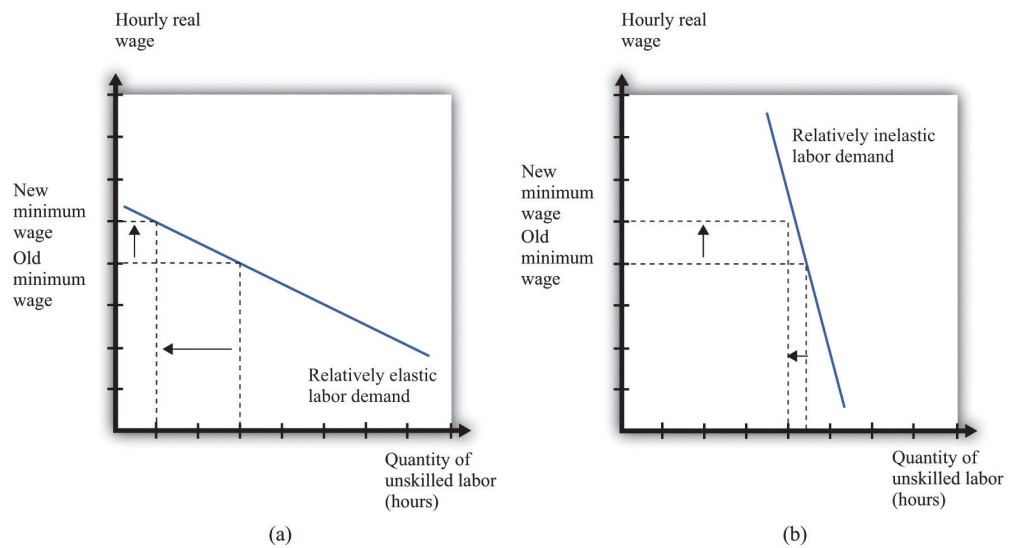 Hourly real
wage
New
minimum
wage
Old
minimum
wage
Relatively elastic
labor demand
Quantity of
unskilled labor
(hours)
(a)
Hourly real
wage
Relatively inelastic
labor demand
New
minimum
wage
Old
minimum
wage
Quantity of
unskilled labor
(hours)
(b)